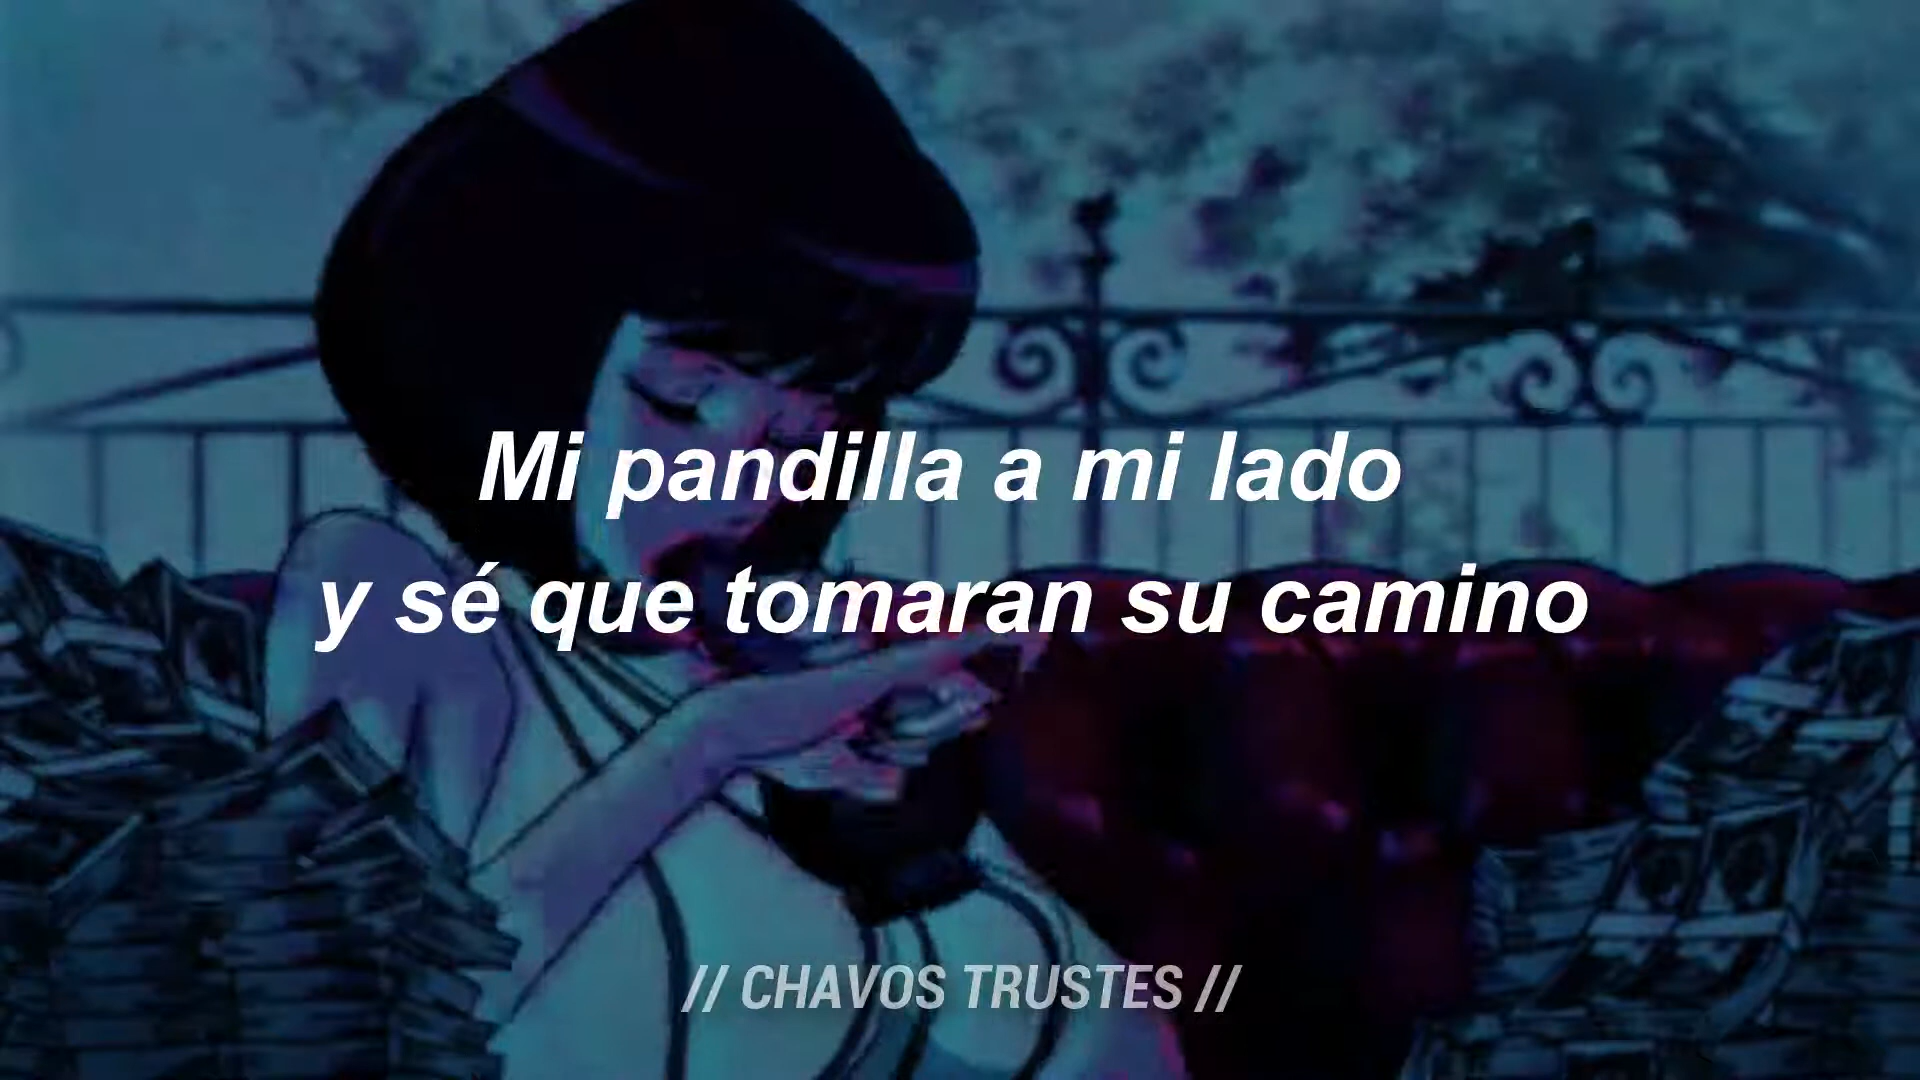 Mi pandilla a mi lado
y sé que tomaran su camino
// CHAVOS TRUSTES //